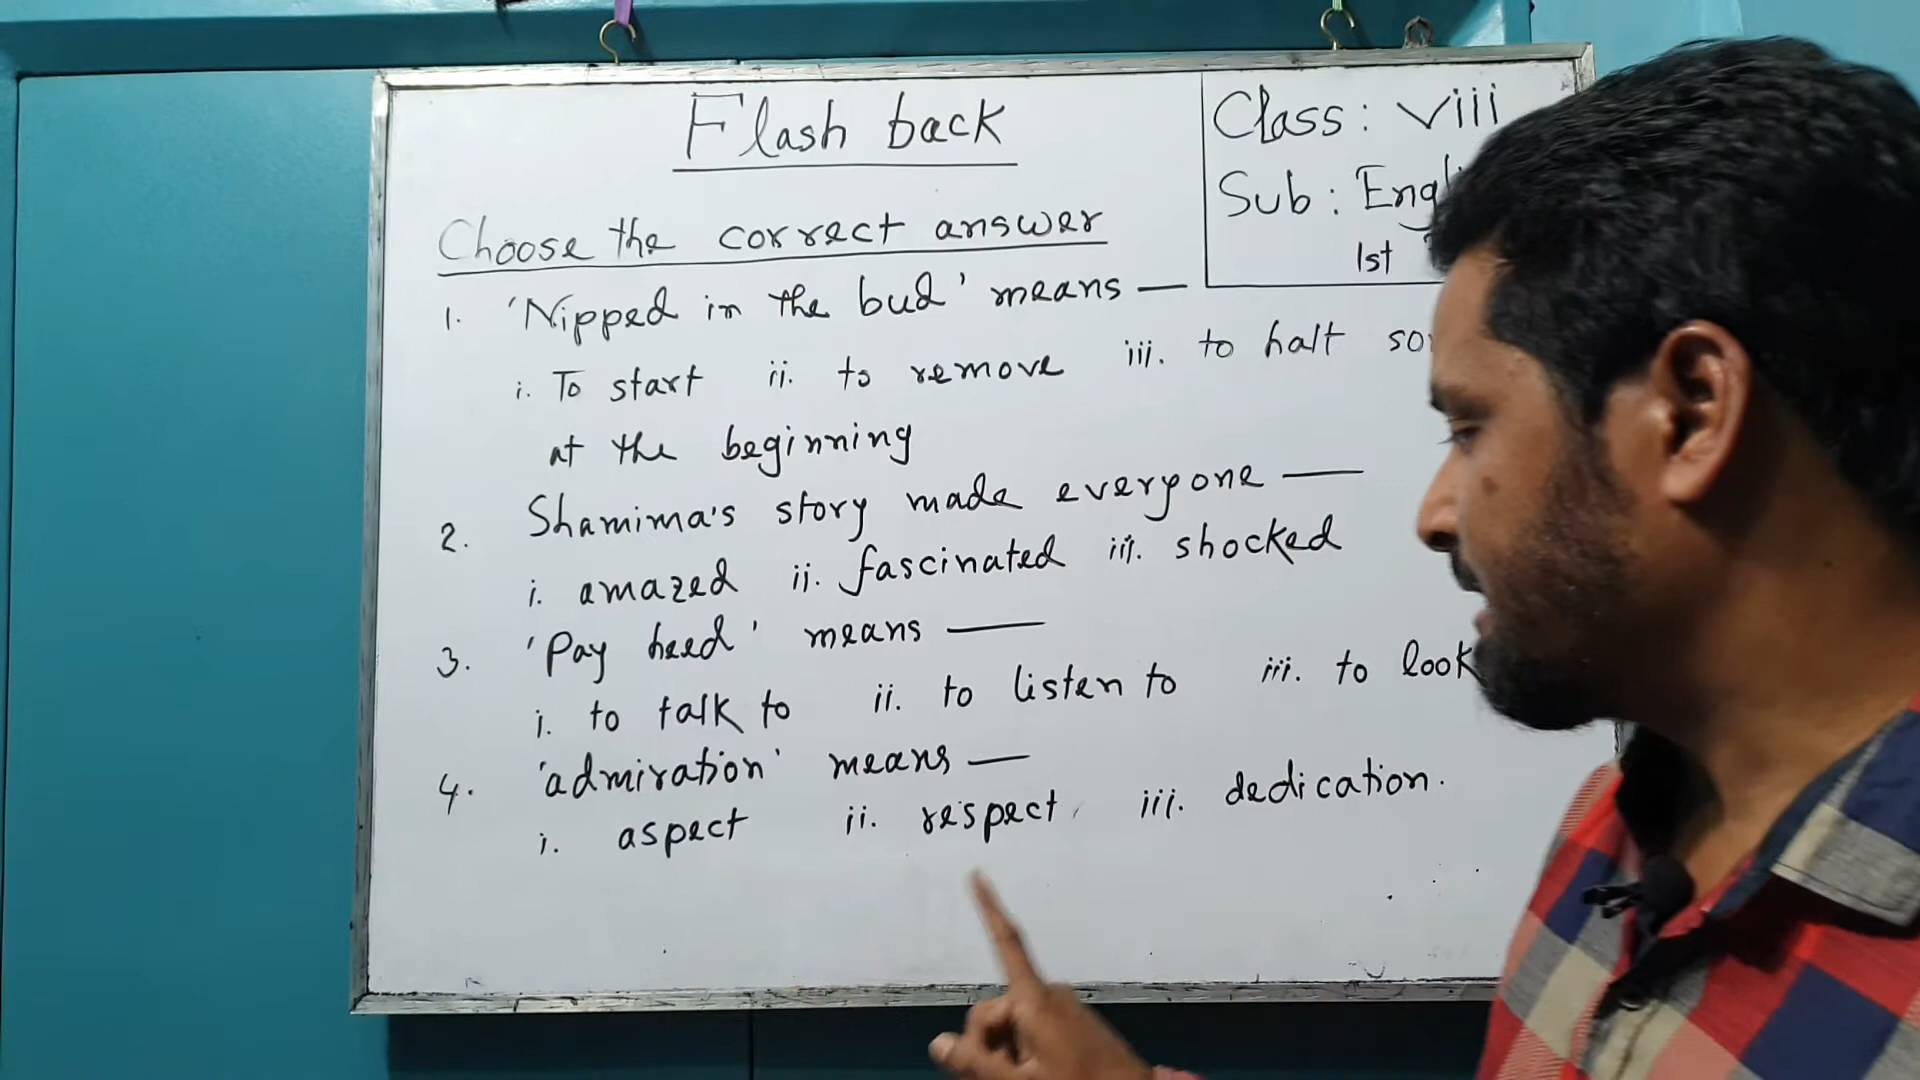 Flash back
Class: viii
Sub: Engl
1st
Choose the correct answer
1. 'Nipped in the bud' means —
i. To start ii. to remove iii. to halt
at the beginning
2. Shamima's story made everyone —
i. amazed ii. fascinated iii. shocked
3. 'Pay heed' means —
i. to talk to ii. to listen to iii. to look
4. 'admiration' means —
i. aspect ii. respect iii. dedication.